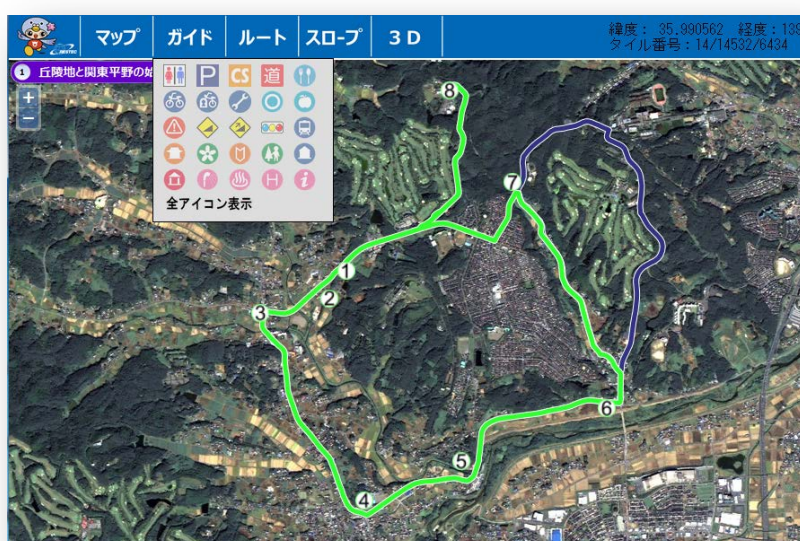 マップ ガイド ルート スロープ 3D
緯度: 35.990562 経度:139
タイル番号:14/14532/6434
1 丘陵地と関東平野の始
+
-
P CS 道
H i
全アイコン表示
8
7
1
2
3
6
5
4